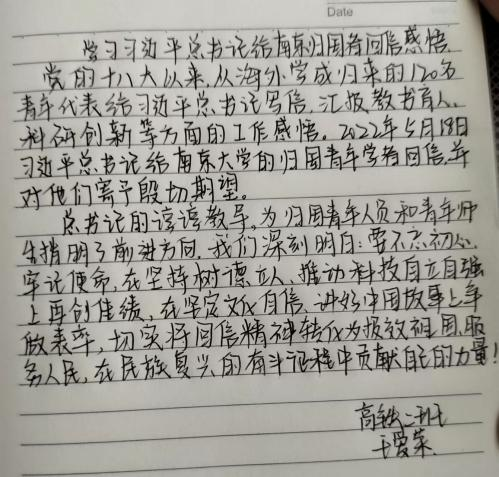 Date
学习习近平总书记给南京归国者回信感悟
党的十八大以来,从海外学成归来的120名
青年代表给习近平总书记写信,汇报教书育人、
科研创新等方面的工作感悟。2022年5月18日
习近平总书记给南京大学的归国青年学者回信,并
对他们寄予殷切期望。
总书记的谆谆教导,为归国青年人员和青年师
生指明了前进方向,我们深刻明白:要不忘初心、
牢记使命,在坚持树德立人、推动科技自立自强
上再创佳绩,在坚定文化自信、讲好中国故事上争
做表率,切实将回信精神转化为报效祖国、服
务人民,在民族复兴的奋斗征程中贡献自己的力量!
高铁二班
爱荣